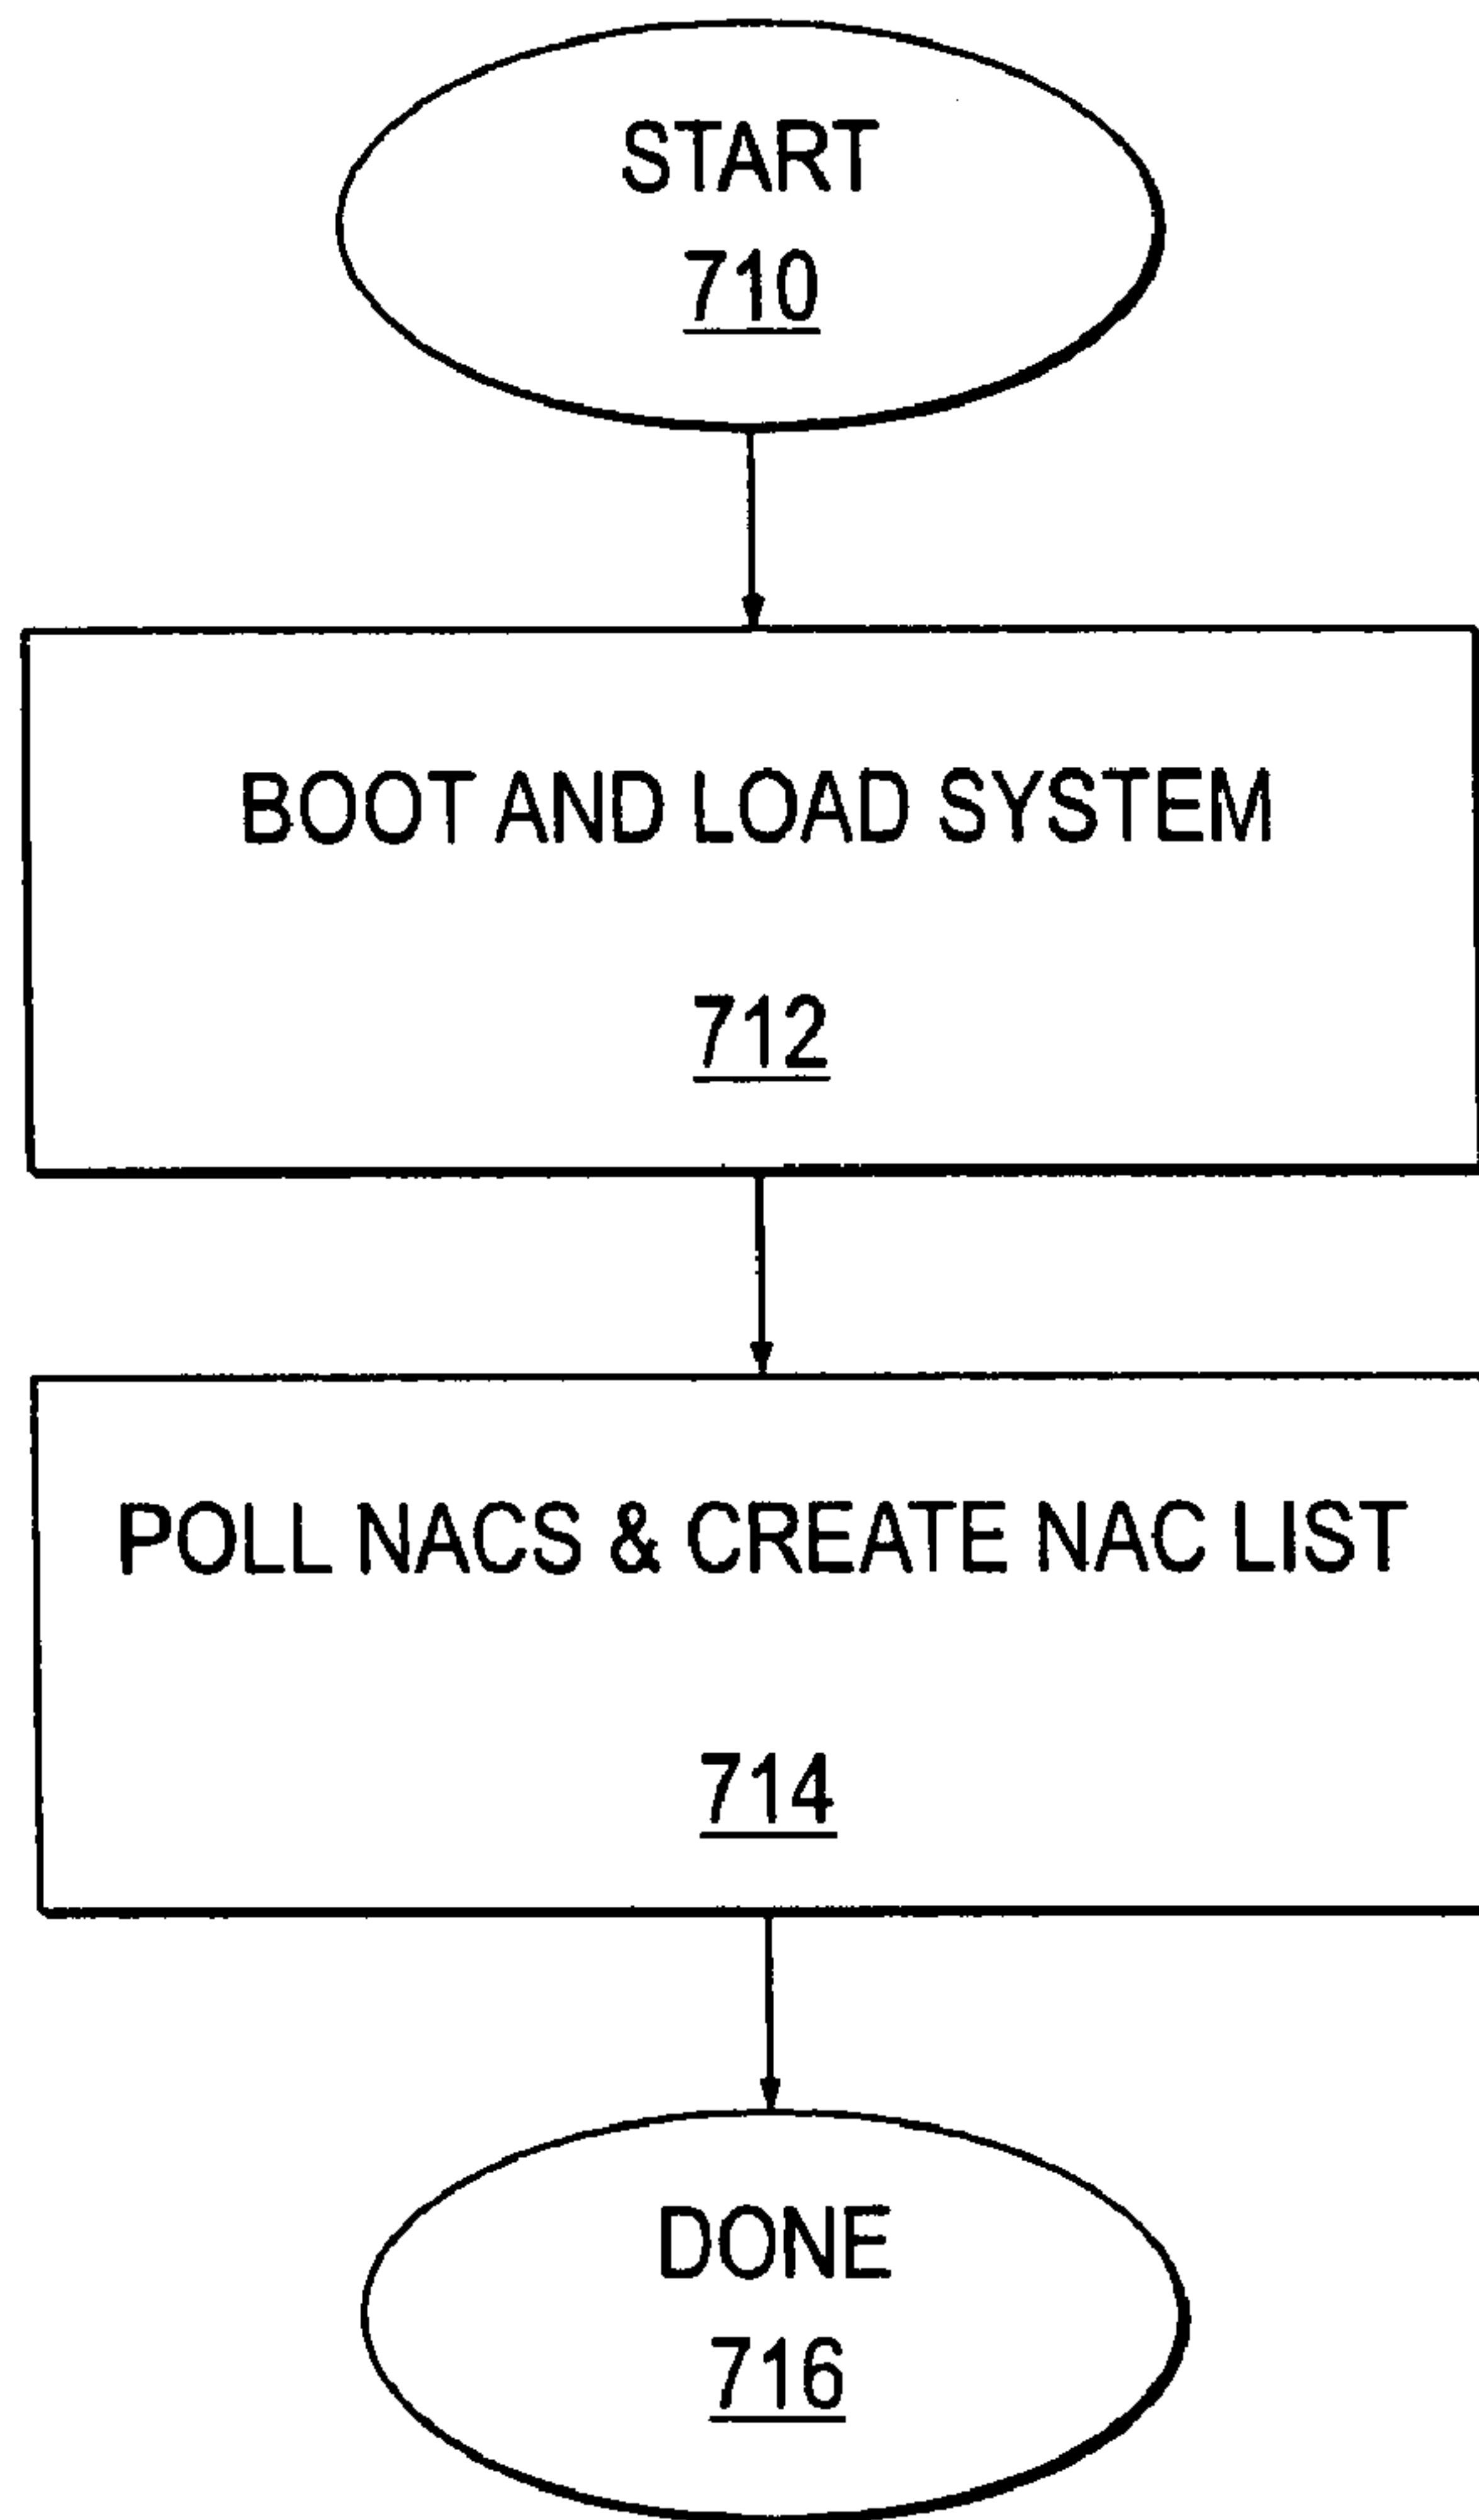 START
710
BOOT AND LOAD SYSTEM
712
POLL NACS & CREATE NAC LIST
714
DONE
716